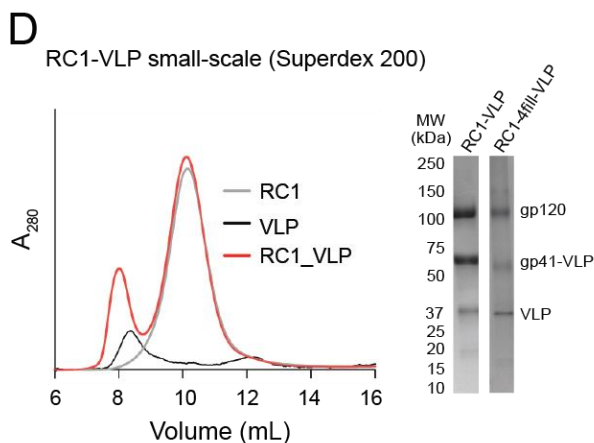 D
RC1-VLP small-scale (Superdex 200)
A280
RC1
VLP
RC1_VLP
6
8
10
12
14
16
Volume (mL)
MW
(kDa)
RC1-VLP
RC1-4fill-VLP
250
150
100
75
50
37
25
20
15
10
gp120
gp41-VLP
VLP